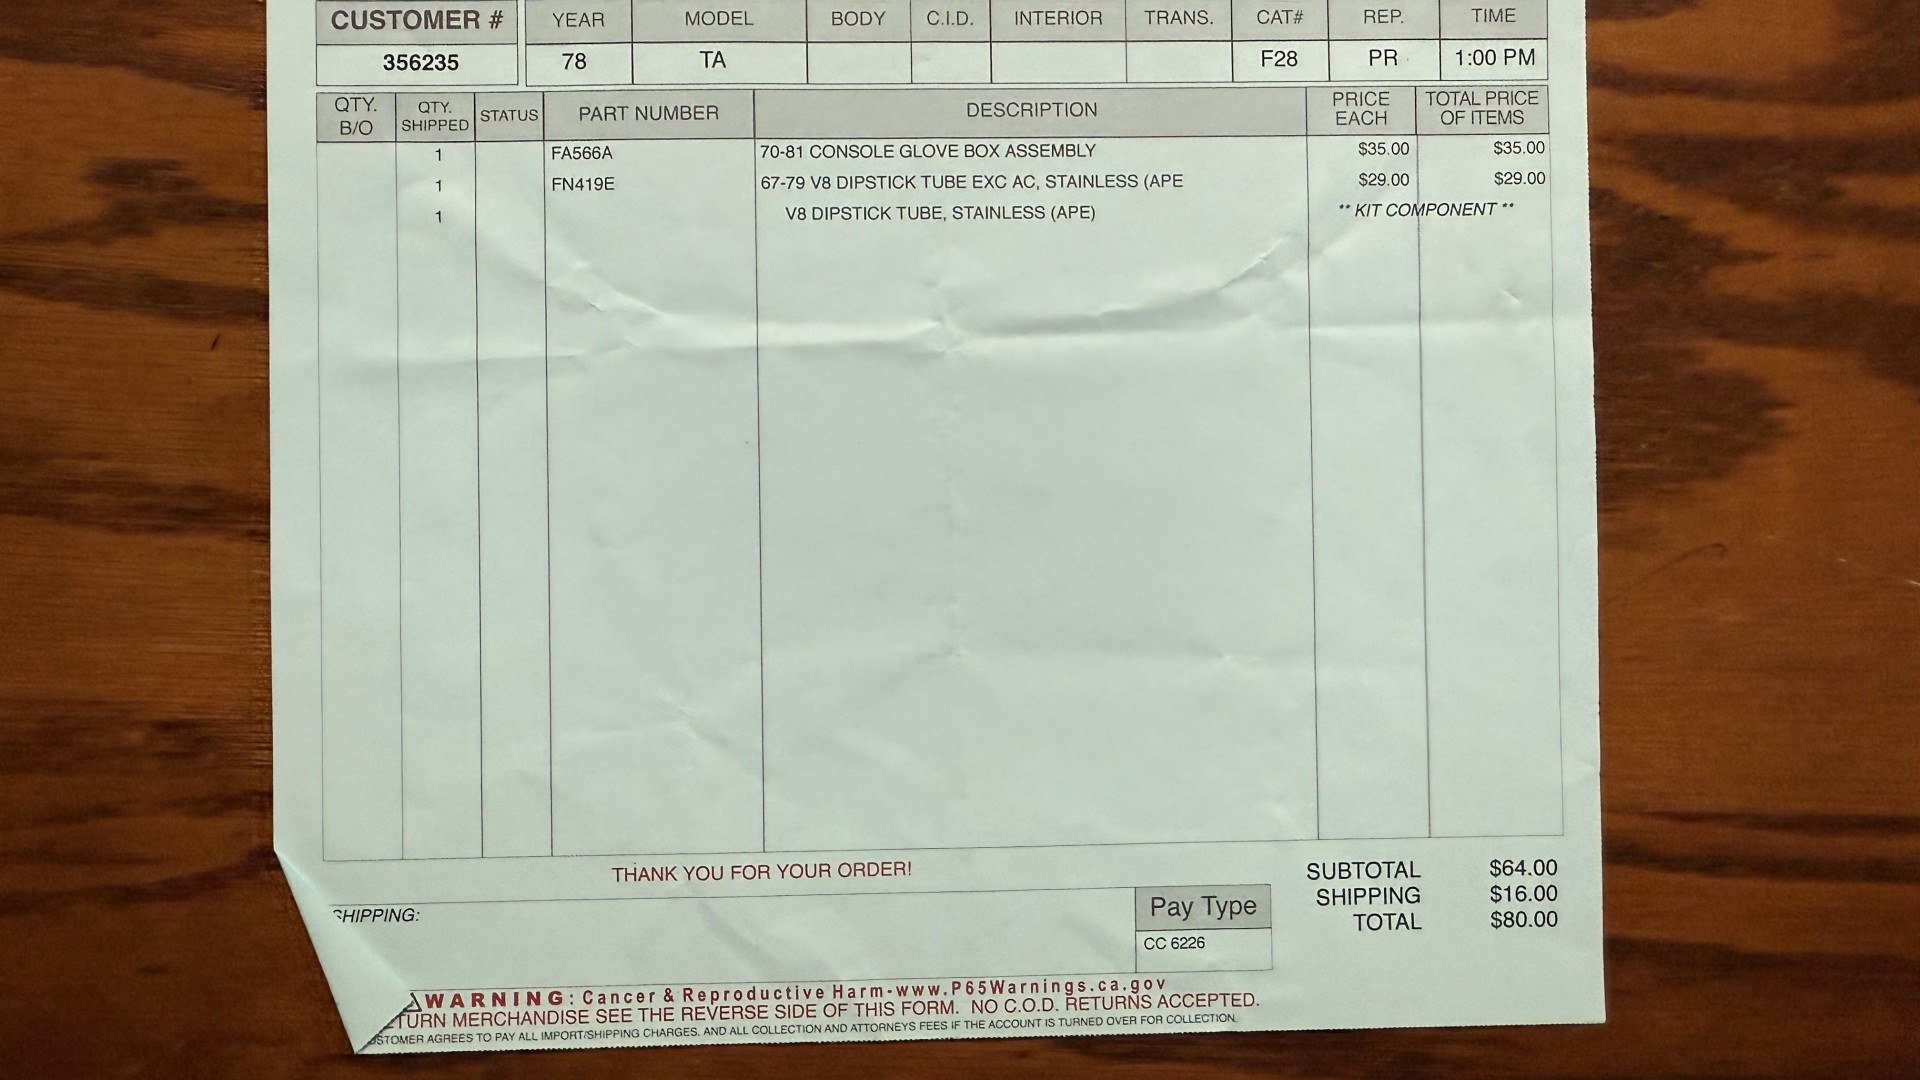 CUSTOMER # YEAR MODEL BODY C.I.D. INTERIOR TRANS. CAT# REP. TIME
356235 78 TA F28 PR 1:00 PM
QTY. B/O QTY. SHIPPED STATUS PART NUMBER DESCRIPTION PRICE EACH TOTAL PRICE OF ITEMS
1 FA566A 70-81 CONSOLE GLOVE BOX ASSEMBLY $35.00 $35.00
1 FN419E 67-79 V8 DIPSTICK TUBE EXC AC, STAINLESS (APE $29.00 $29.00
1 V8 DIPSTICK TUBE, STAINLESS (APE) ** KIT COMPONENT **
THANK YOU FOR YOUR ORDER!
SUBTOTAL $64.00
SHIPPING $16.00
TOTAL $80.00
SHIPPING:
Pay Type
CC 6226
WARNING: Cancer & Reproductive Harm-www.P65Warnings.ca.gov
TURN MERCHANDISE SEE THE REVERSE SIDE OF THIS FORM. NO C.O.D. RETURNS ACCEPTED.
STOMER AGREES TO PAY ALL IMPORT/SHIPPING CHARGES. AND ALL COLLECTION AND ATTORNEYS FEES IF THE ACCOUNT IS TURNED OVER FOR COLLECTION.